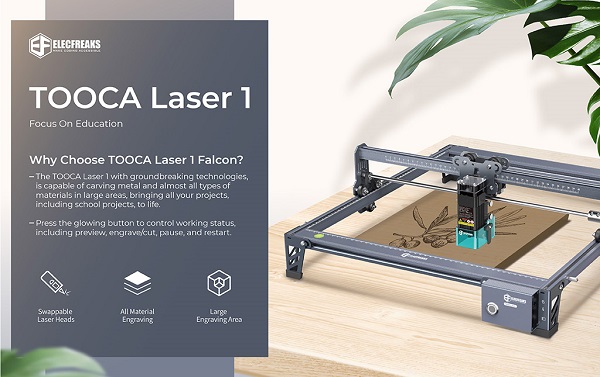 ELECFREAKS
TOOCA Laser 1
Focus On Education
Why Choose TOOCA Laser 1 Falcon?
– The TOOCA Laser 1 with groundbreaking technologies,
is capable of carving metal and almost all types of
materials in large areas, bringing all your projects,
including school projects, to life.
– Press the glowing button to control working status,
including preview, engrave/cut, pause, and restart.
Swappable
Laser Heads
All Material
Engraving
Large
Engraving Area
ELECFREAKS
ELECFREAKS